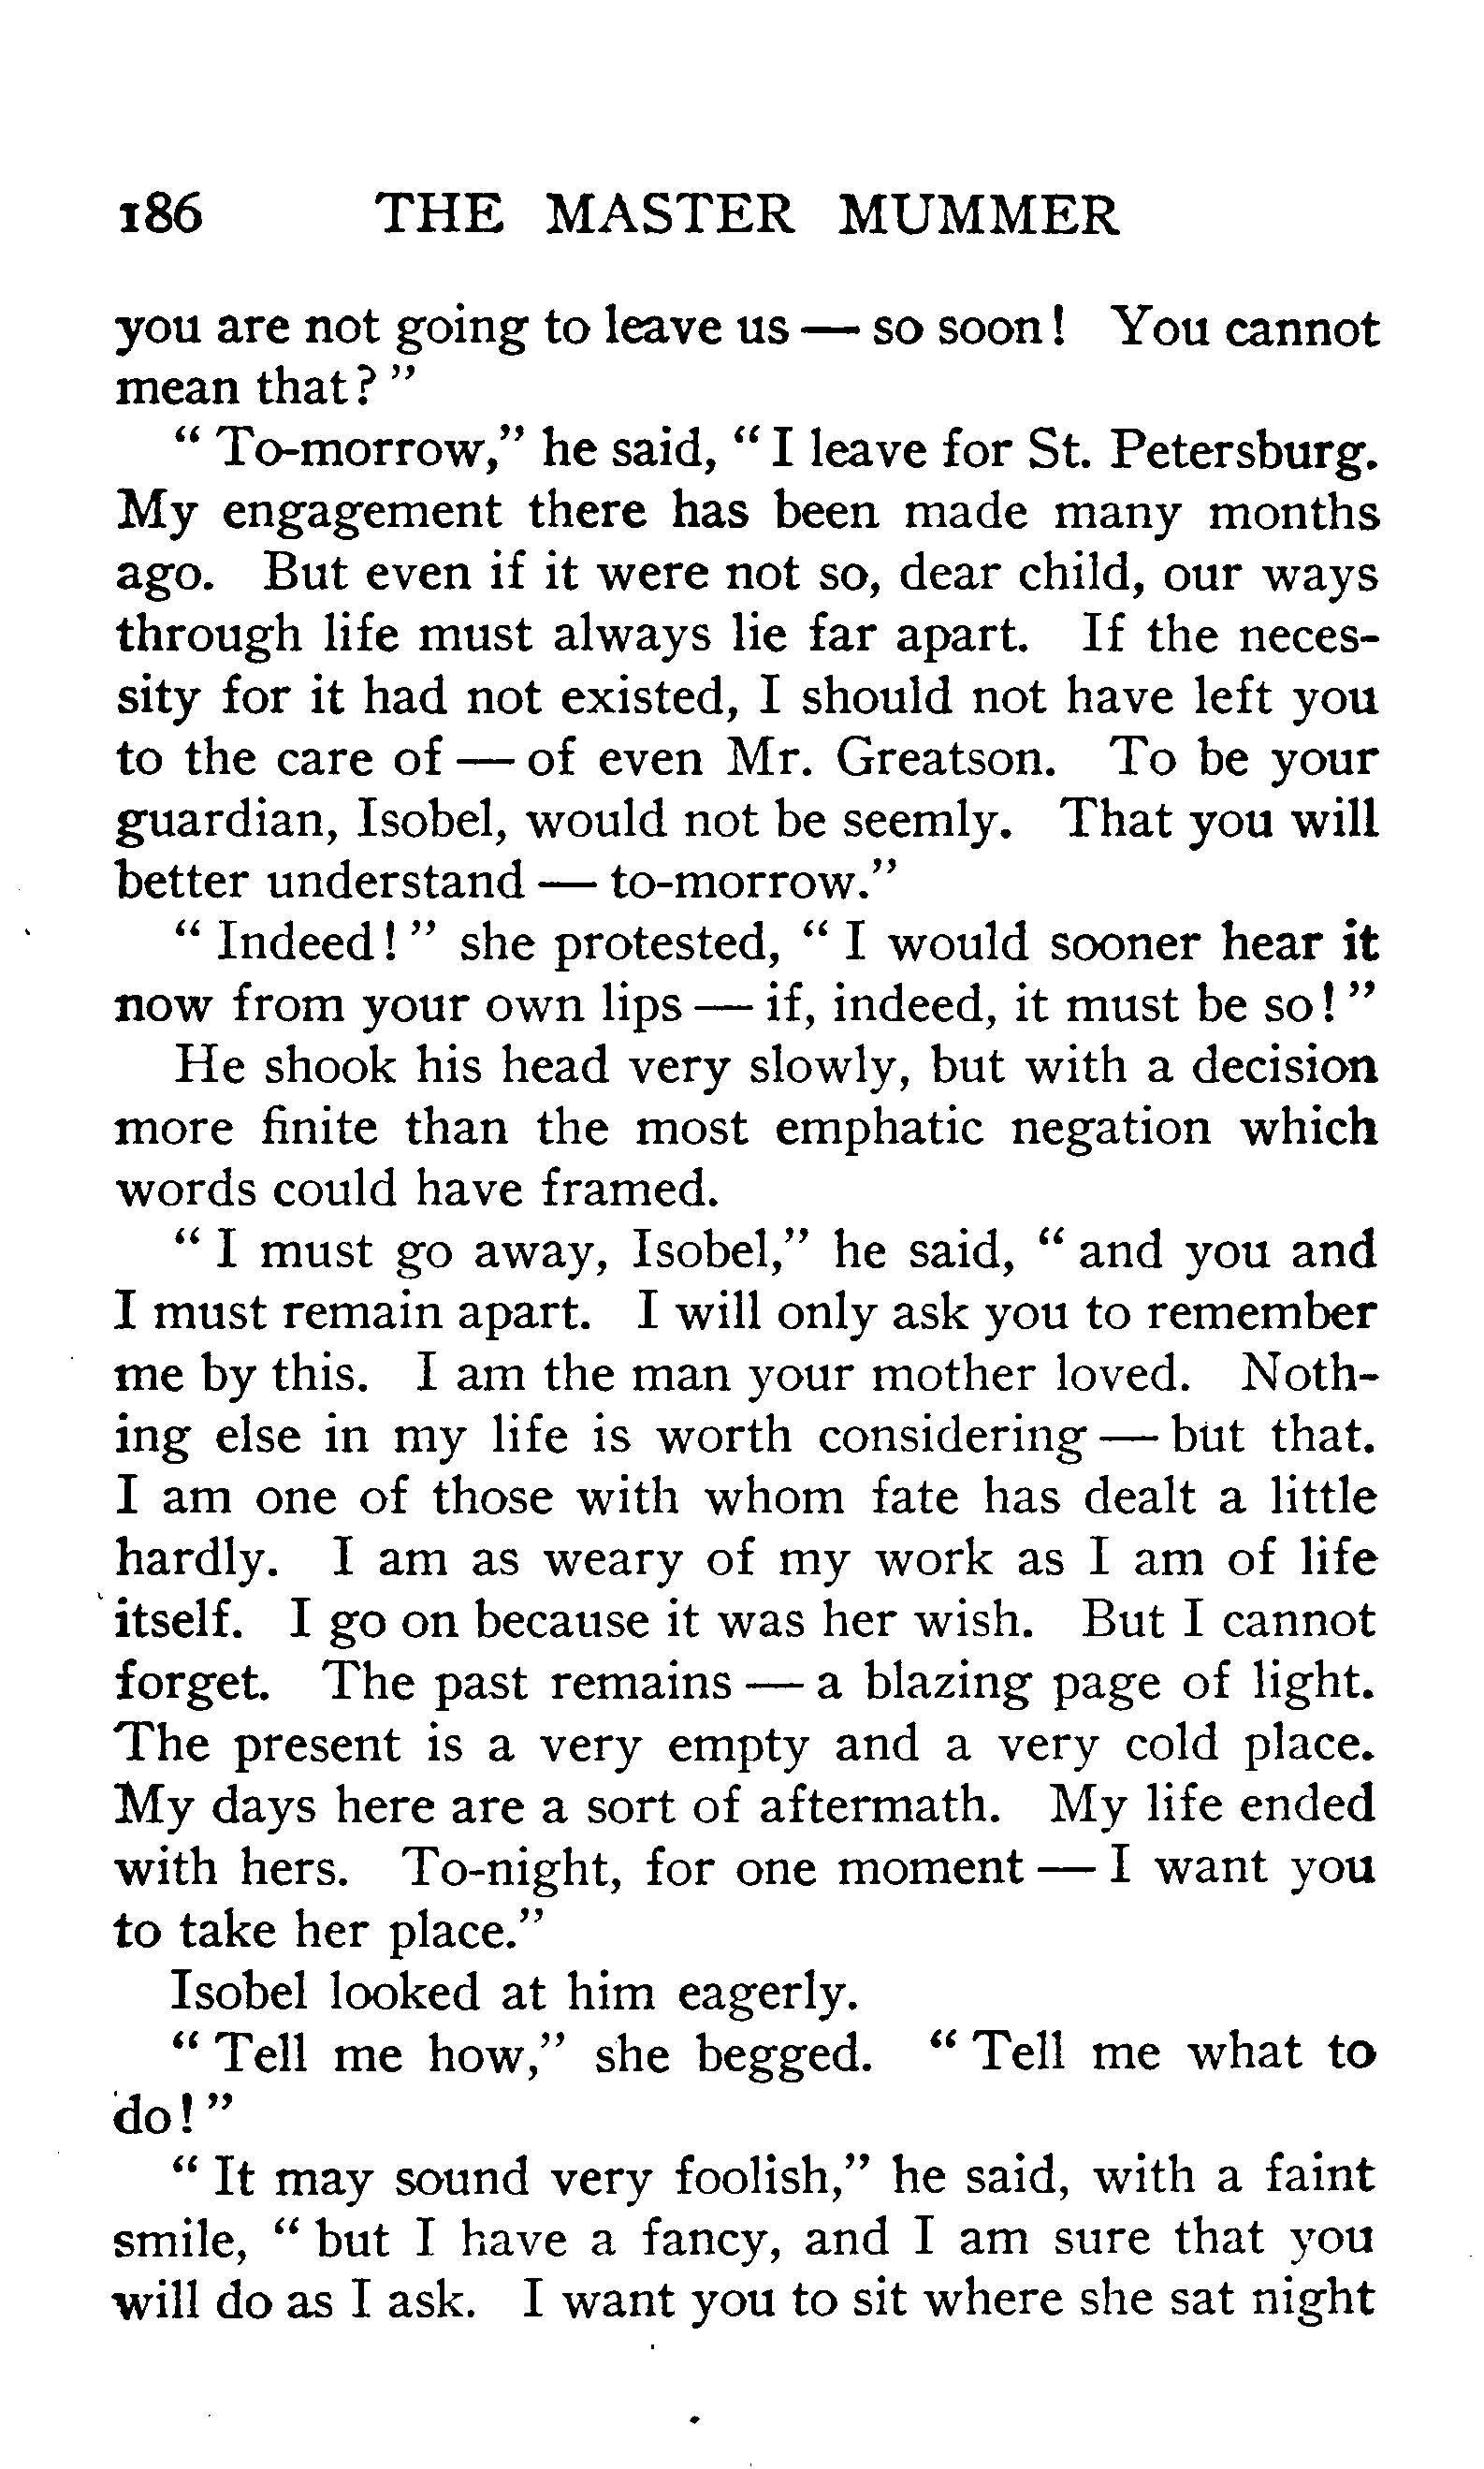 186 THE MASTER MUMMER
you are not going to leave us — so soon! You cannot
mean that?"
"To-morrow," he said, "I leave for St. Petersburg.
My engagement there has been made many months
ago. But even if it were not so, dear child, our ways
through life must always lie far apart. If the neces-
sity for it had not existed, I should not have left you
to the care of — of even Mr. Greatson. To be your
guardian, Isobel, would not be seemly. That you will
better understand — to-morrow."
"Indeed!" she protested, "I would sooner hear it
now from your own lips — if, indeed, it must be so!"
He shook his head very slowly, but with a decision
more finite than the most emphatic negation which
words could have framed.
"I must go away, Isobel," he said, "and you and
I must remain apart. I will only ask you to remember
me by this. I am the man your mother loved. Noth-
ing else in my life is worth considering — but that.
I am one of those with whom fate has dealt a little
hardly. I am as weary of my work as I am of life
itself. I go on because it was her wish. But I cannot
forget. The past remains — a blazing page of light.
The present is a very empty and a very cold place.
My days here are a sort of aftermath. My life ended
with hers. To-night, for one moment — I want you
to take her place."
Isobel looked at him eagerly.
"Tell me how," she begged. "Tell me what to
do!"
"It may sound very foolish," he said, with a faint
smile, "but I have a fancy, and I am sure that you
will do as I ask. I want you to sit where she sat night